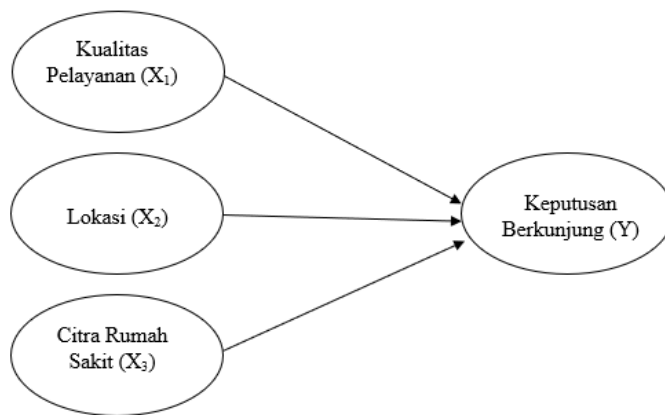 Kualitas
Pelayanan (X₁)
Lokasi (X₂)
Citra Rumah
Sakit (X₃)
Keputusan
Berkunjung (Y)